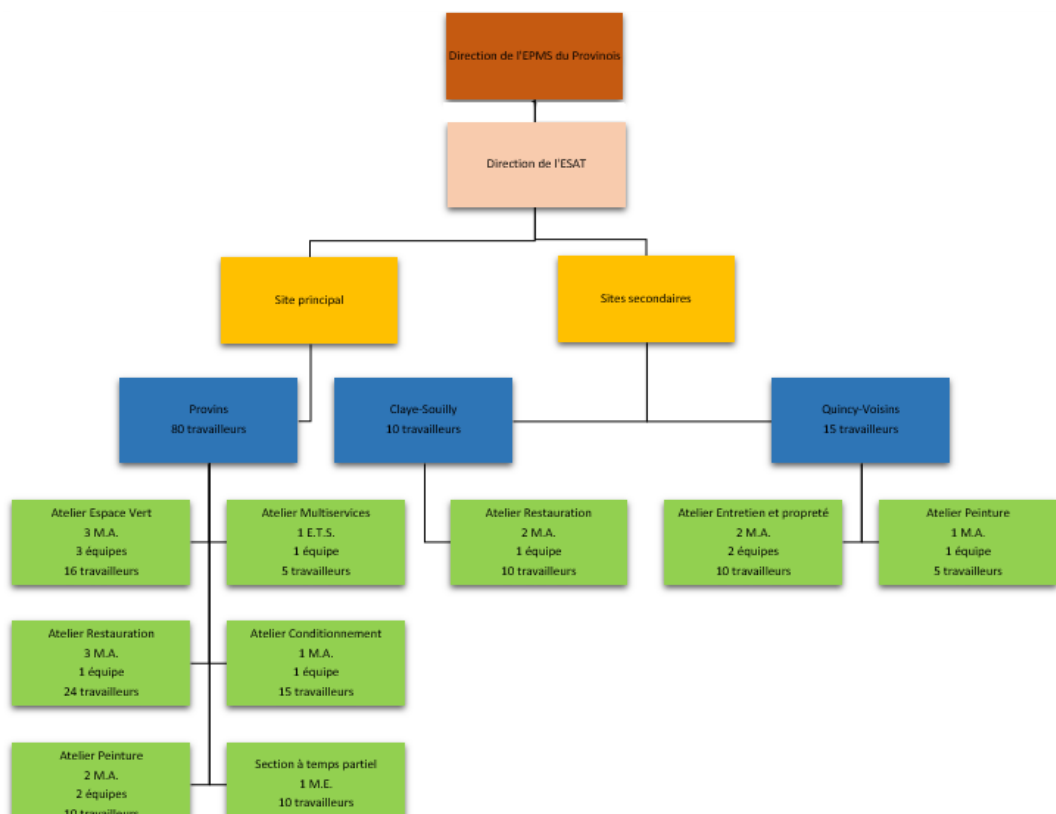 Direction de l'EPMS du Provinois
Direction de l'ESAT
Site principal
Sites secondaires
Provins
80 travailleurs
Claye-Souilly
10 travailleurs
Quincy-Voisins
15 travailleurs
Atelier Espace Vert
3 M.A.
3 équipes
16 travailleurs
Atelier Multiservices
1 E.T.S.
1 équipe
5 travailleurs
Atelier Restauration
2 M.A.
1 équipe
10 travailleurs
Atelier Entretien et propreté
2 M.A.
2 équipes
10 travailleurs
Atelier Peinture
1 M.A.
1 équipe
5 travailleurs
Atelier Restauration
3 M.A.
1 équipe
24 travailleurs
Atelier Conditionnement
1 M.A.
1 équipe
15 travailleurs
Atelier Peinture
2 M.A.
2 équipes
10 travailleurs
Section à temps partiel
1 M.E.
10 travailleurs